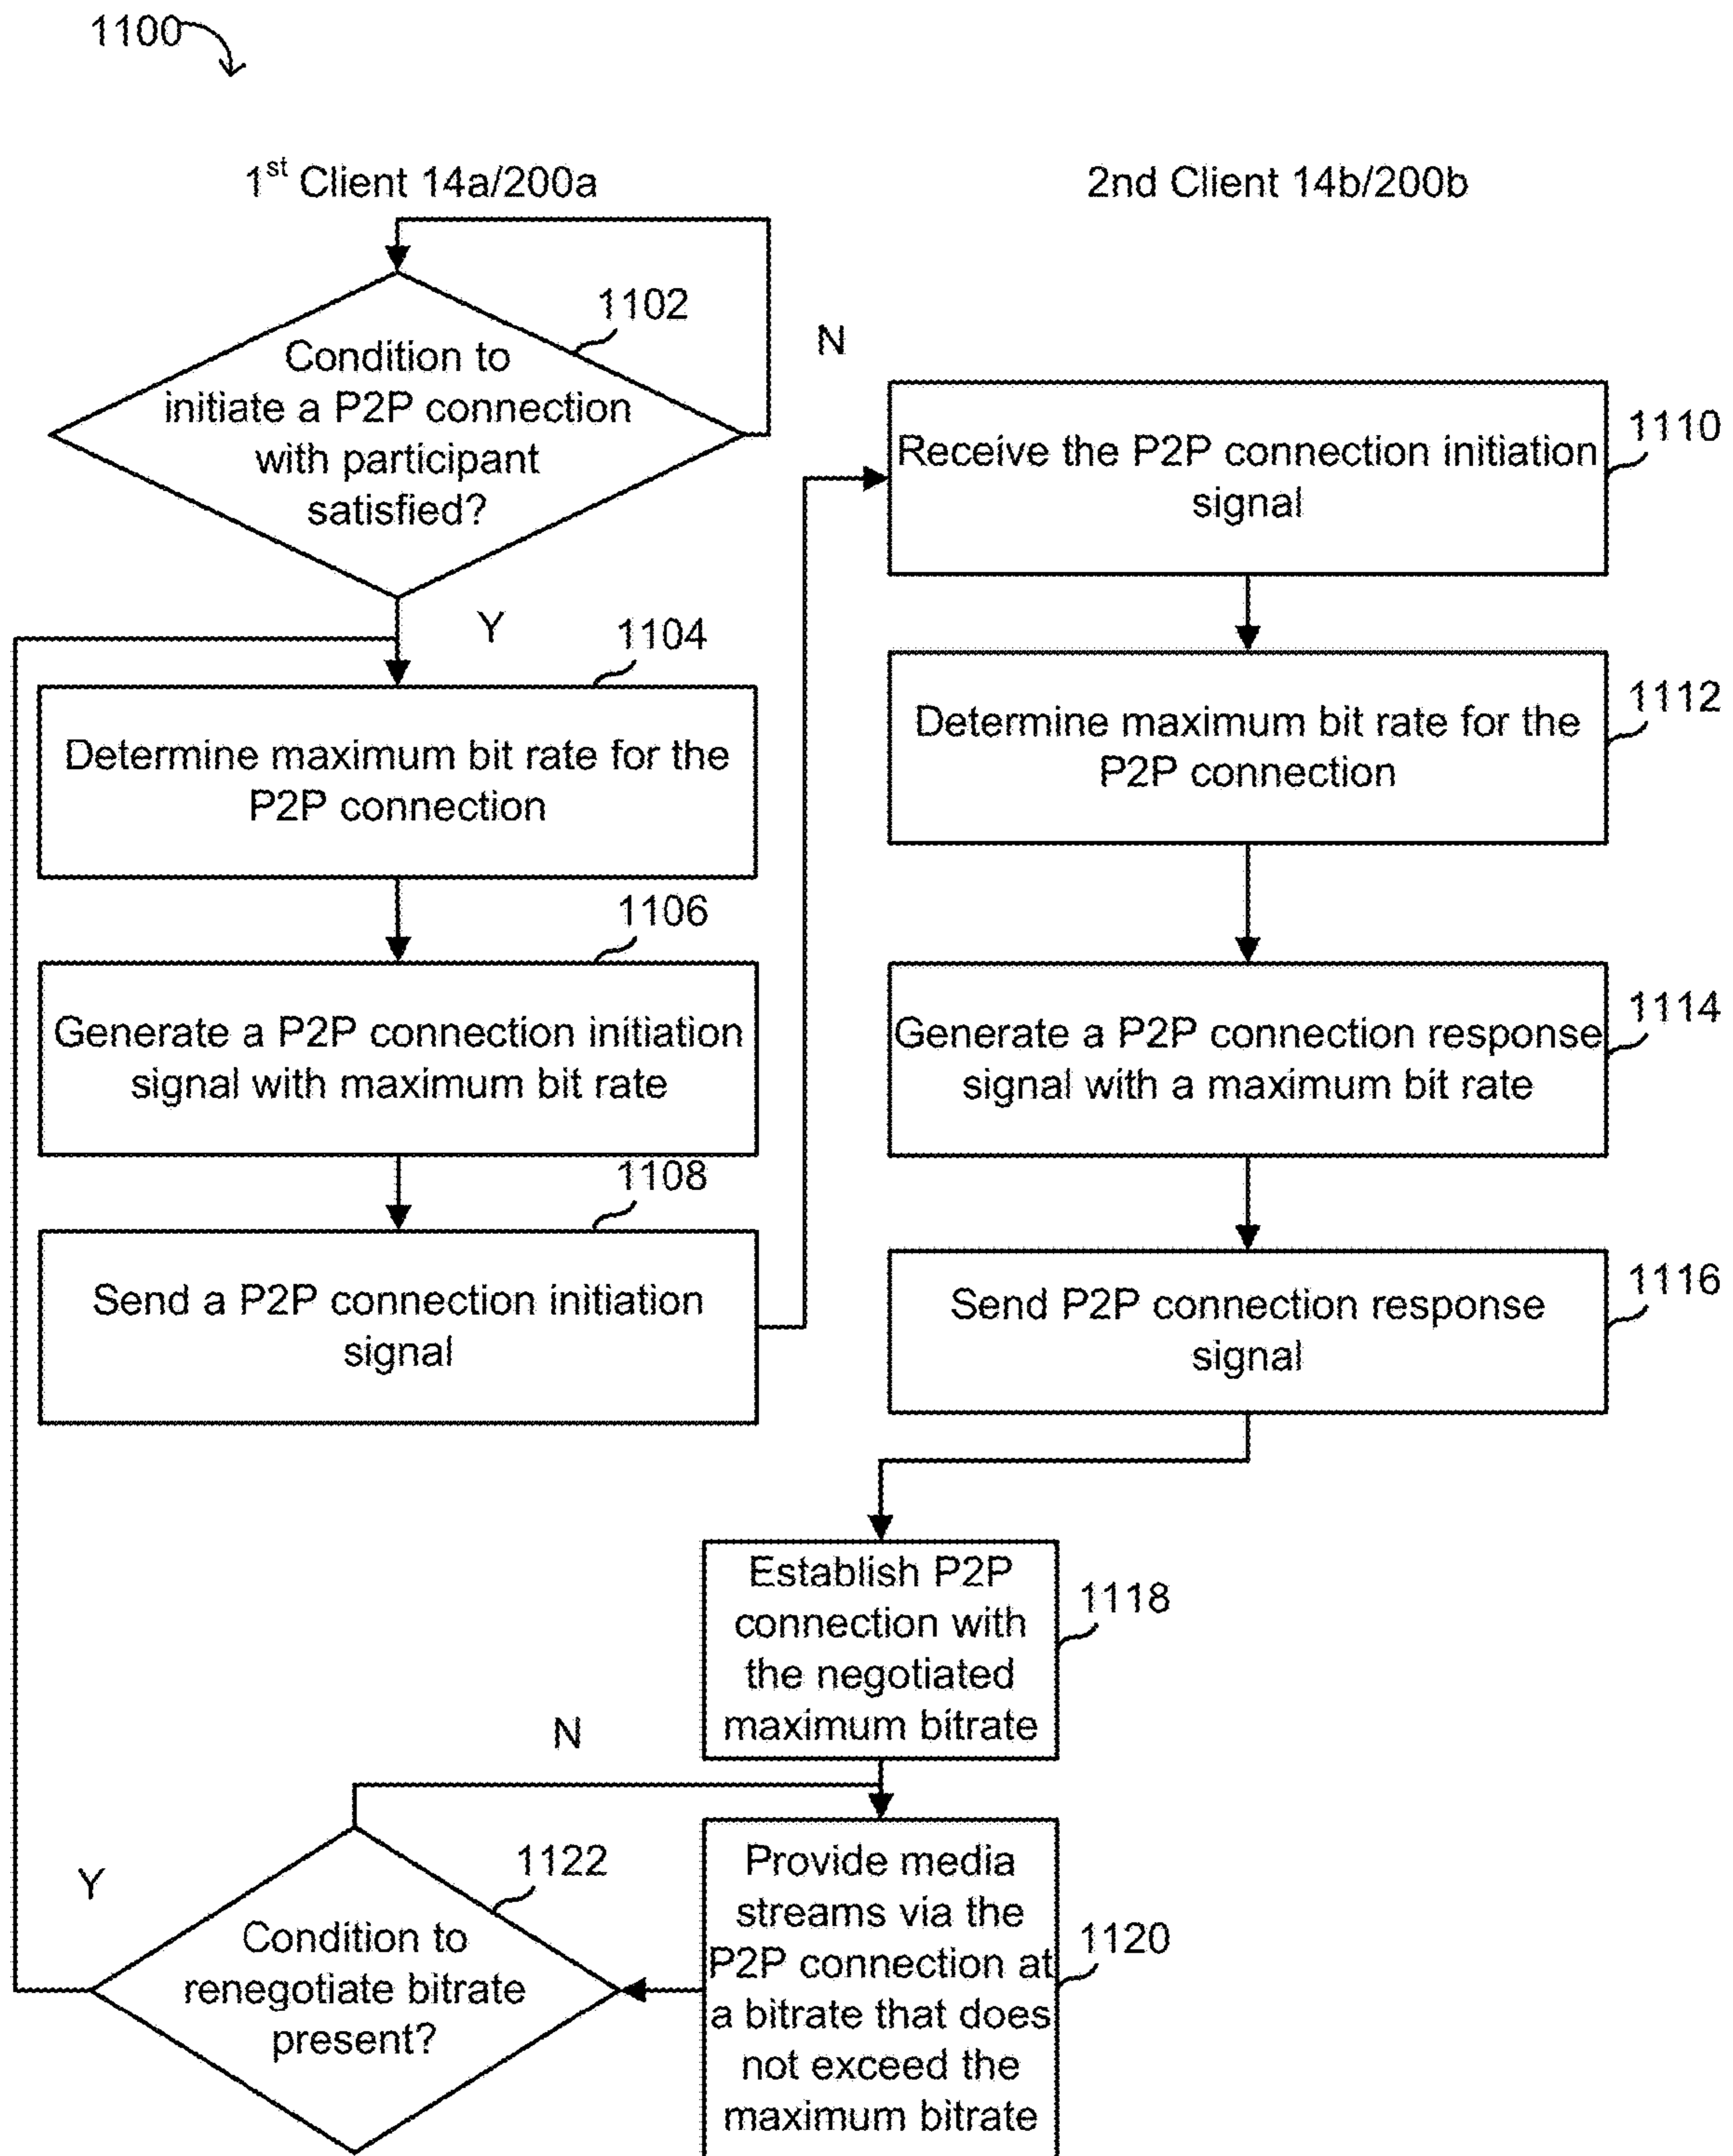 1100
1st Client 14a/200a
2nd Client 14b/200b
1102
Condition to
initiate a P2P connection
with participant
satisfied?
N
Y
1104
Determine maximum bit rate for the
P2P connection
1106
Generate a P2P connection initiation
signal with maximum bit rate
1108
Send a P2P connection initiation
signal
1110
Receive the P2P connection initiation
signal
1112
Determine maximum bit rate for the
P2P connection
1114
Generate a P2P connection response
signal with a maximum bit rate
1116
Send P2P connection response
signal
1118
Establish P2P
connection with
the negotiated
maximum bitrate
N
1120
Provide media
streams via the
P2P connection at
a bitrate that does
not exceed the
maximum bitrate
1122
Y
Condition to
renegotiate bitrate
present?